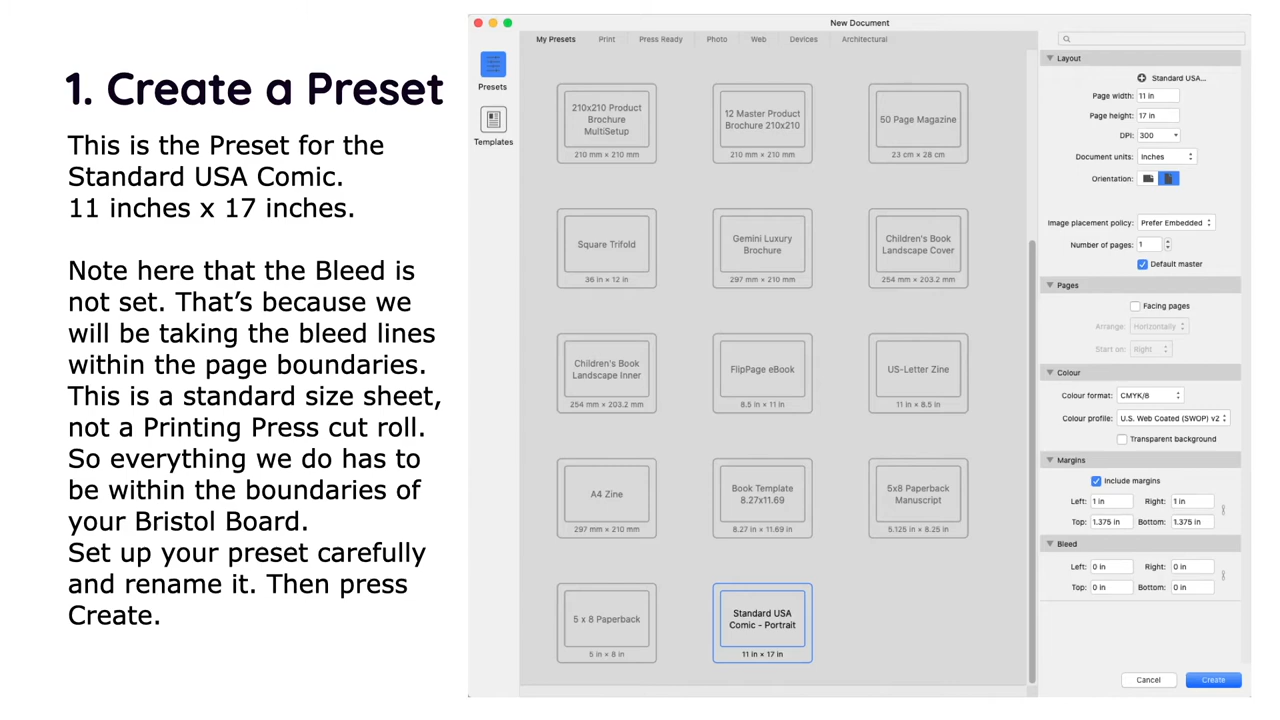 1. Create a Preset
This is the Preset for the
Standard USA Comic.
11 inches x 17 inches.
Note here that the Bleed is
not set. That’s because we
will be taking the bleed lines
within the page boundaries.
This is a standard size sheet,
not a Printing Press cut roll.
So everything we do has to
be within the boundaries of
your Bristol Board.
Set up your preset carefully
and rename it. Then press
Create.
New Document
Presets
Templates
My Presets Print Press Ready Photo Web Devices Architectural
210x210 Product
Brochure
MultiSetup
210 mm × 210 mm
12 Master Product
Brochure 210x210
210 mm × 210 mm
50 Page Magazine
23 cm × 28 cm
Square Trifold
36 in × 12 in
Gemini Luxury
Brochure
297 mm × 210 mm
Children's Book
Landscape Cover
254 mm × 203.2 mm
Children's Book
Landscape Inner
254 mm × 203.2 mm
FlipPage eBook
8.5 in × 11 in
US-Letter Zine
11 in × 8.5 in
A4 Zine
297 mm × 210 mm
Book Template
8.27x11.69
8.27 in × 11.69 in
5x8 Paperback
Manuscript
5.125 in × 8.25 in
5 x 8 Paperback
5 in × 8 in
Standard USA
Comic - Portrait
11 in × 17 in
Layout
Standard USA...
Page width: 11 in
Page height: 17 in
DPI: 300
Document units: Inches
Orientation:
Image placement policy: Prefer Embedded
Number of pages: 1
Default master
Pages
Facing pages
Arrange: Horizontally
Start on: Right
Colour
Colour format: CMYK/8
Colour profile: U.S. Web Coated (SWOP) v2
Transparent background
Margins
Include margins
Left: 1 in Right: 1 in
Top: 1.375 in Bottom: 1.375 in
Bleed
Left: 0 in Right: 0 in
Top: 0 in Bottom: 0 in
Cancel Create